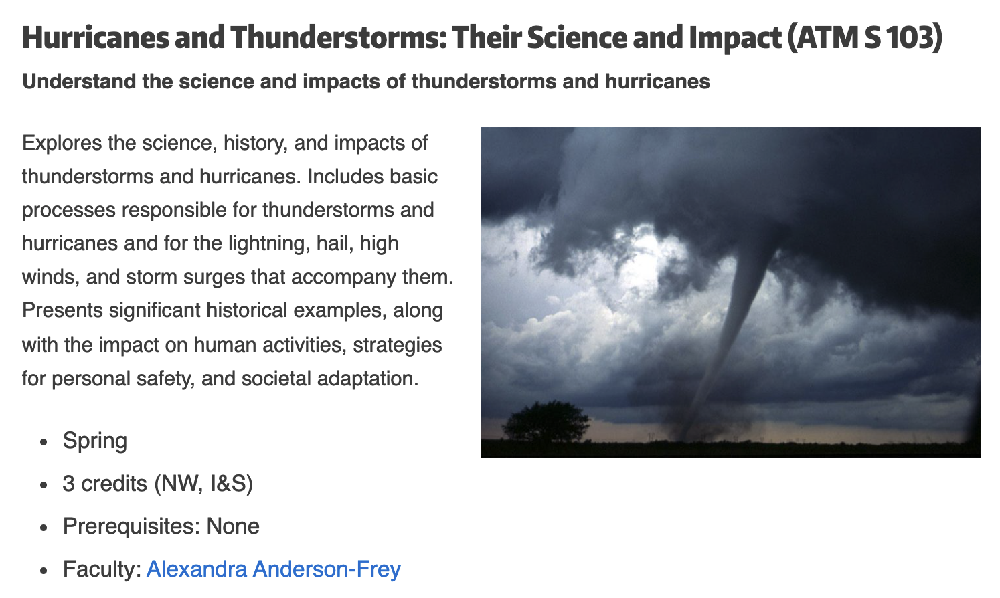 Hurricanes and Thunderstorms: Their Science and Impact (ATM S 103)
Understand the science and impacts of thunderstorms and hurricanes
Explores the science, history, and impacts of
thunderstorms and hurricanes. Includes basic
processes responsible for thunderstorms and
hurricanes and for the lightning, hail, high
winds, and storm surges that accompany them.
Presents significant historical examples, along
with the impact on human activities, strategies
for personal safety, and societal adaptation.
• Spring
• 3 credits (NW, I&S)
• Prerequisites: None
• Faculty: Alexandra Anderson-Frey